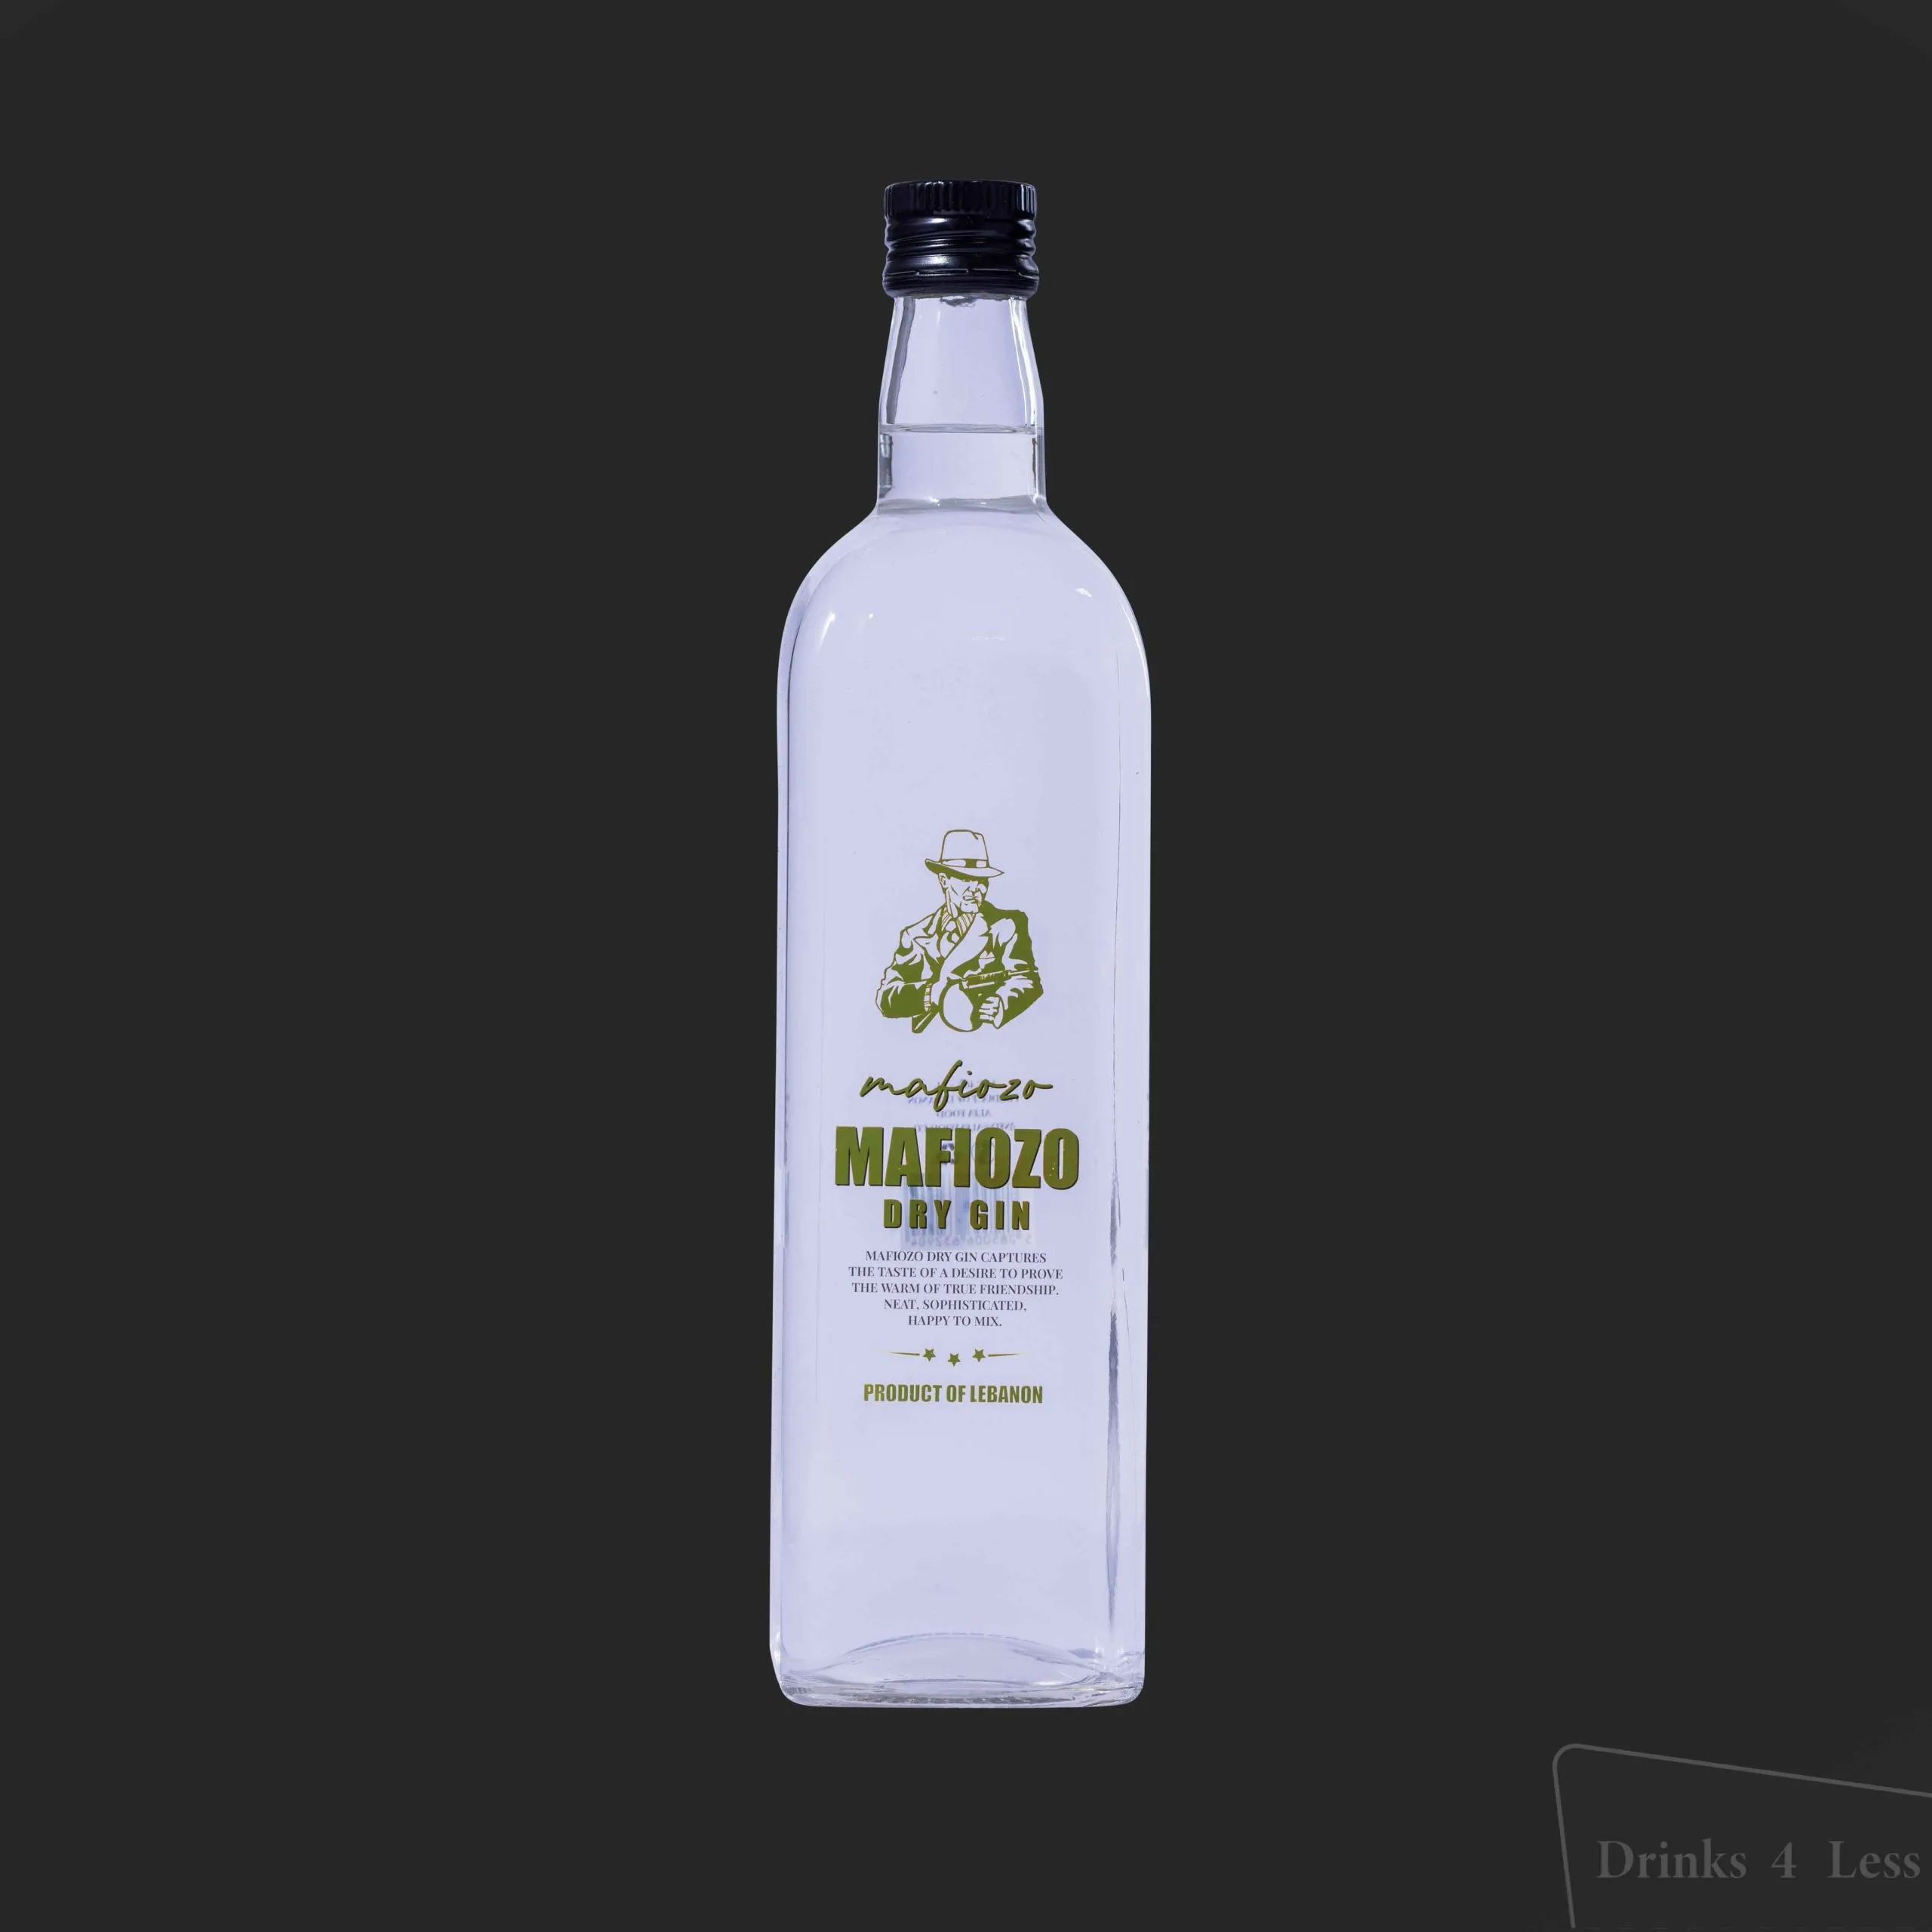 mafiozo
MAFIOZO
DRY GIN
MAFIOZO DRY GIN CAPTURES
THE TASTE OF A DESIRE TO PROVE
THE WARM OF TRUE FRIENDSHIP.
NEAT, SOPHISTICATED,
HAPPY TO MIX.
PRODUCT OF LEBANON
Drinks 4 Less